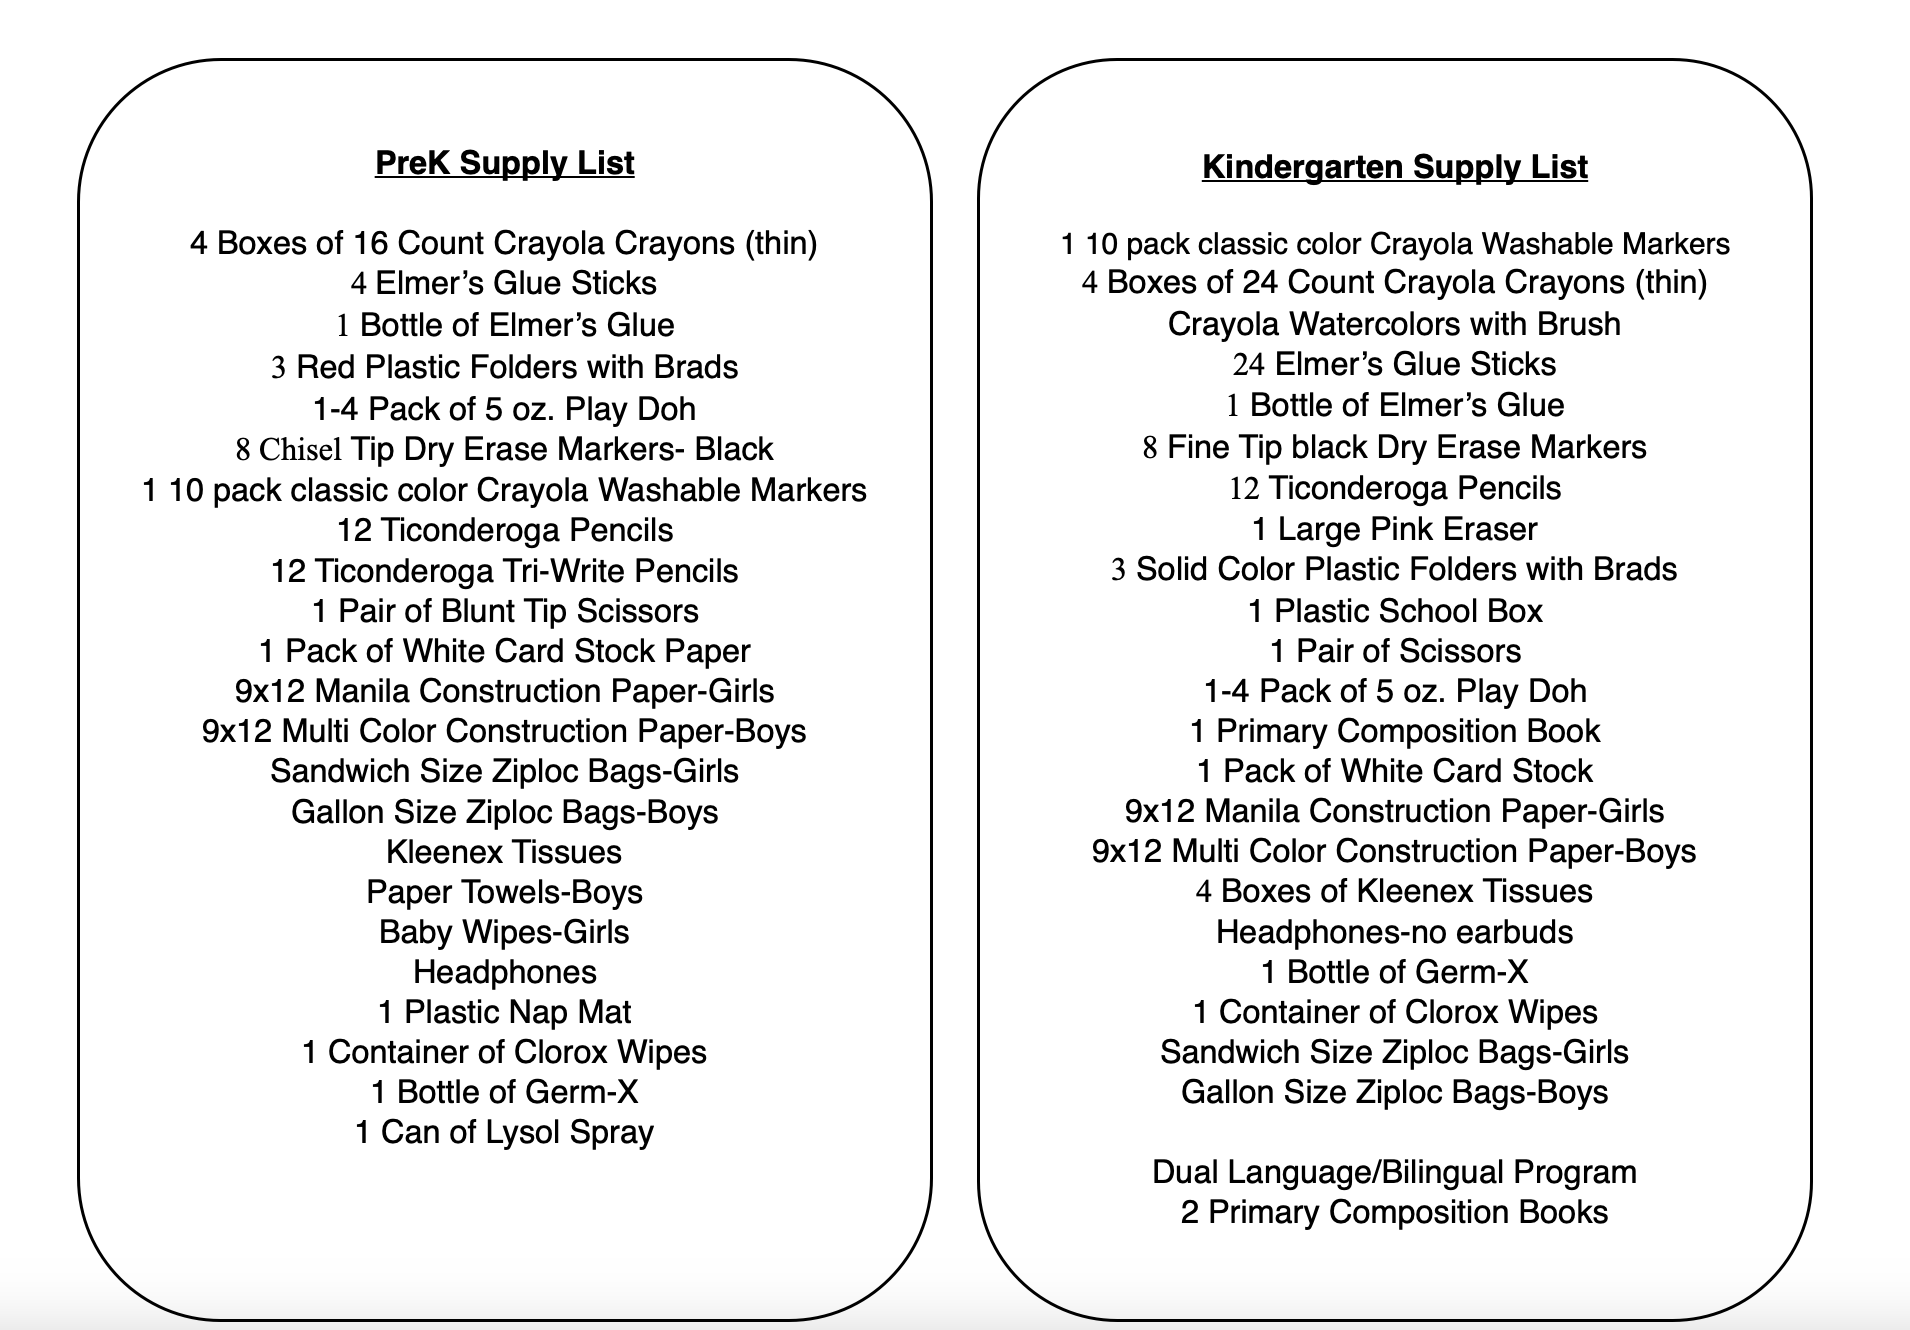 PreK Supply List
4 Boxes of 16 Count Crayola Crayons (thin)
4 Elmer’s Glue Sticks
1 Bottle of Elmer’s Glue
3 Red Plastic Folders with Brads
1-4 Pack of 5 oz. Play Doh
8 Chisel Tip Dry Erase Markers- Black
1 10 pack classic color Crayola Washable Markers
12 Ticonderoga Pencils
12 Ticonderoga Tri-Write Pencils
1 Pair of Blunt Tip Scissors
1 Pack of White Card Stock Paper
9x12 Manila Construction Paper-Girls
9x12 Multi Color Construction Paper-Boys
Sandwich Size Ziploc Bags-Girls
Gallon Size Ziploc Bags-Boys
Kleenex Tissues
Paper Towels-Boys
Baby Wipes-Girls
Headphones
1 Plastic Nap Mat
1 Container of Clorox Wipes
1 Bottle of Germ-X
1 Can of Lysol Spray
Kindergarten Supply List
1 10 pack classic color Crayola Washable Markers
4 Boxes of 24 Count Crayola Crayons (thin)
Crayola Watercolors with Brush
24 Elmer’s Glue Sticks
1 Bottle of Elmer’s Glue
8 Fine Tip black Dry Erase Markers
12 Ticonderoga Pencils
1 Large Pink Eraser
3 Solid Color Plastic Folders with Brads
1 Plastic School Box
1 Pair of Scissors
1-4 Pack of 5 oz. Play Doh
1 Primary Composition Book
1 Pack of White Card Stock
9x12 Manila Construction Paper-Girls
9x12 Multi Color Construction Paper-Boys
4 Boxes of Kleenex Tissues
Headphones-no earbuds
1 Bottle of Germ-X
1 Container of Clorox Wipes
Sandwich Size Ziploc Bags-Girls
Gallon Size Ziploc Bags-Boys
Dual Language/Bilingual Program
2 Primary Composition Books